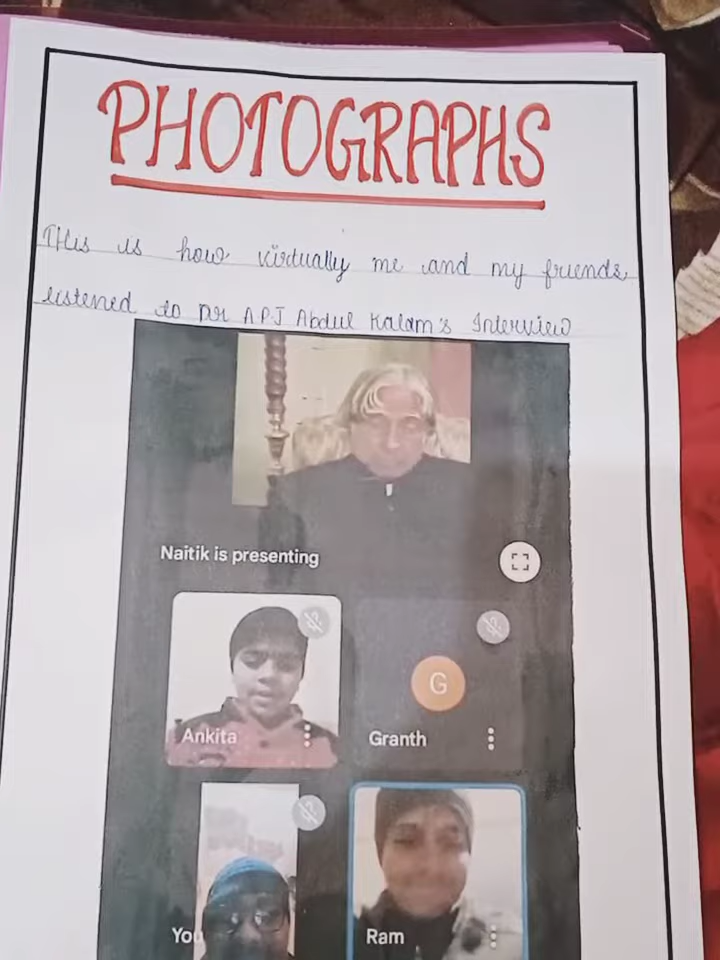 PHOTOGRAPHS
This is how virtually me and my friends
listened to Dr APJ Abdul Kalam's Interview
Naitik is presenting
G
Ankita
Granth
You
Ram